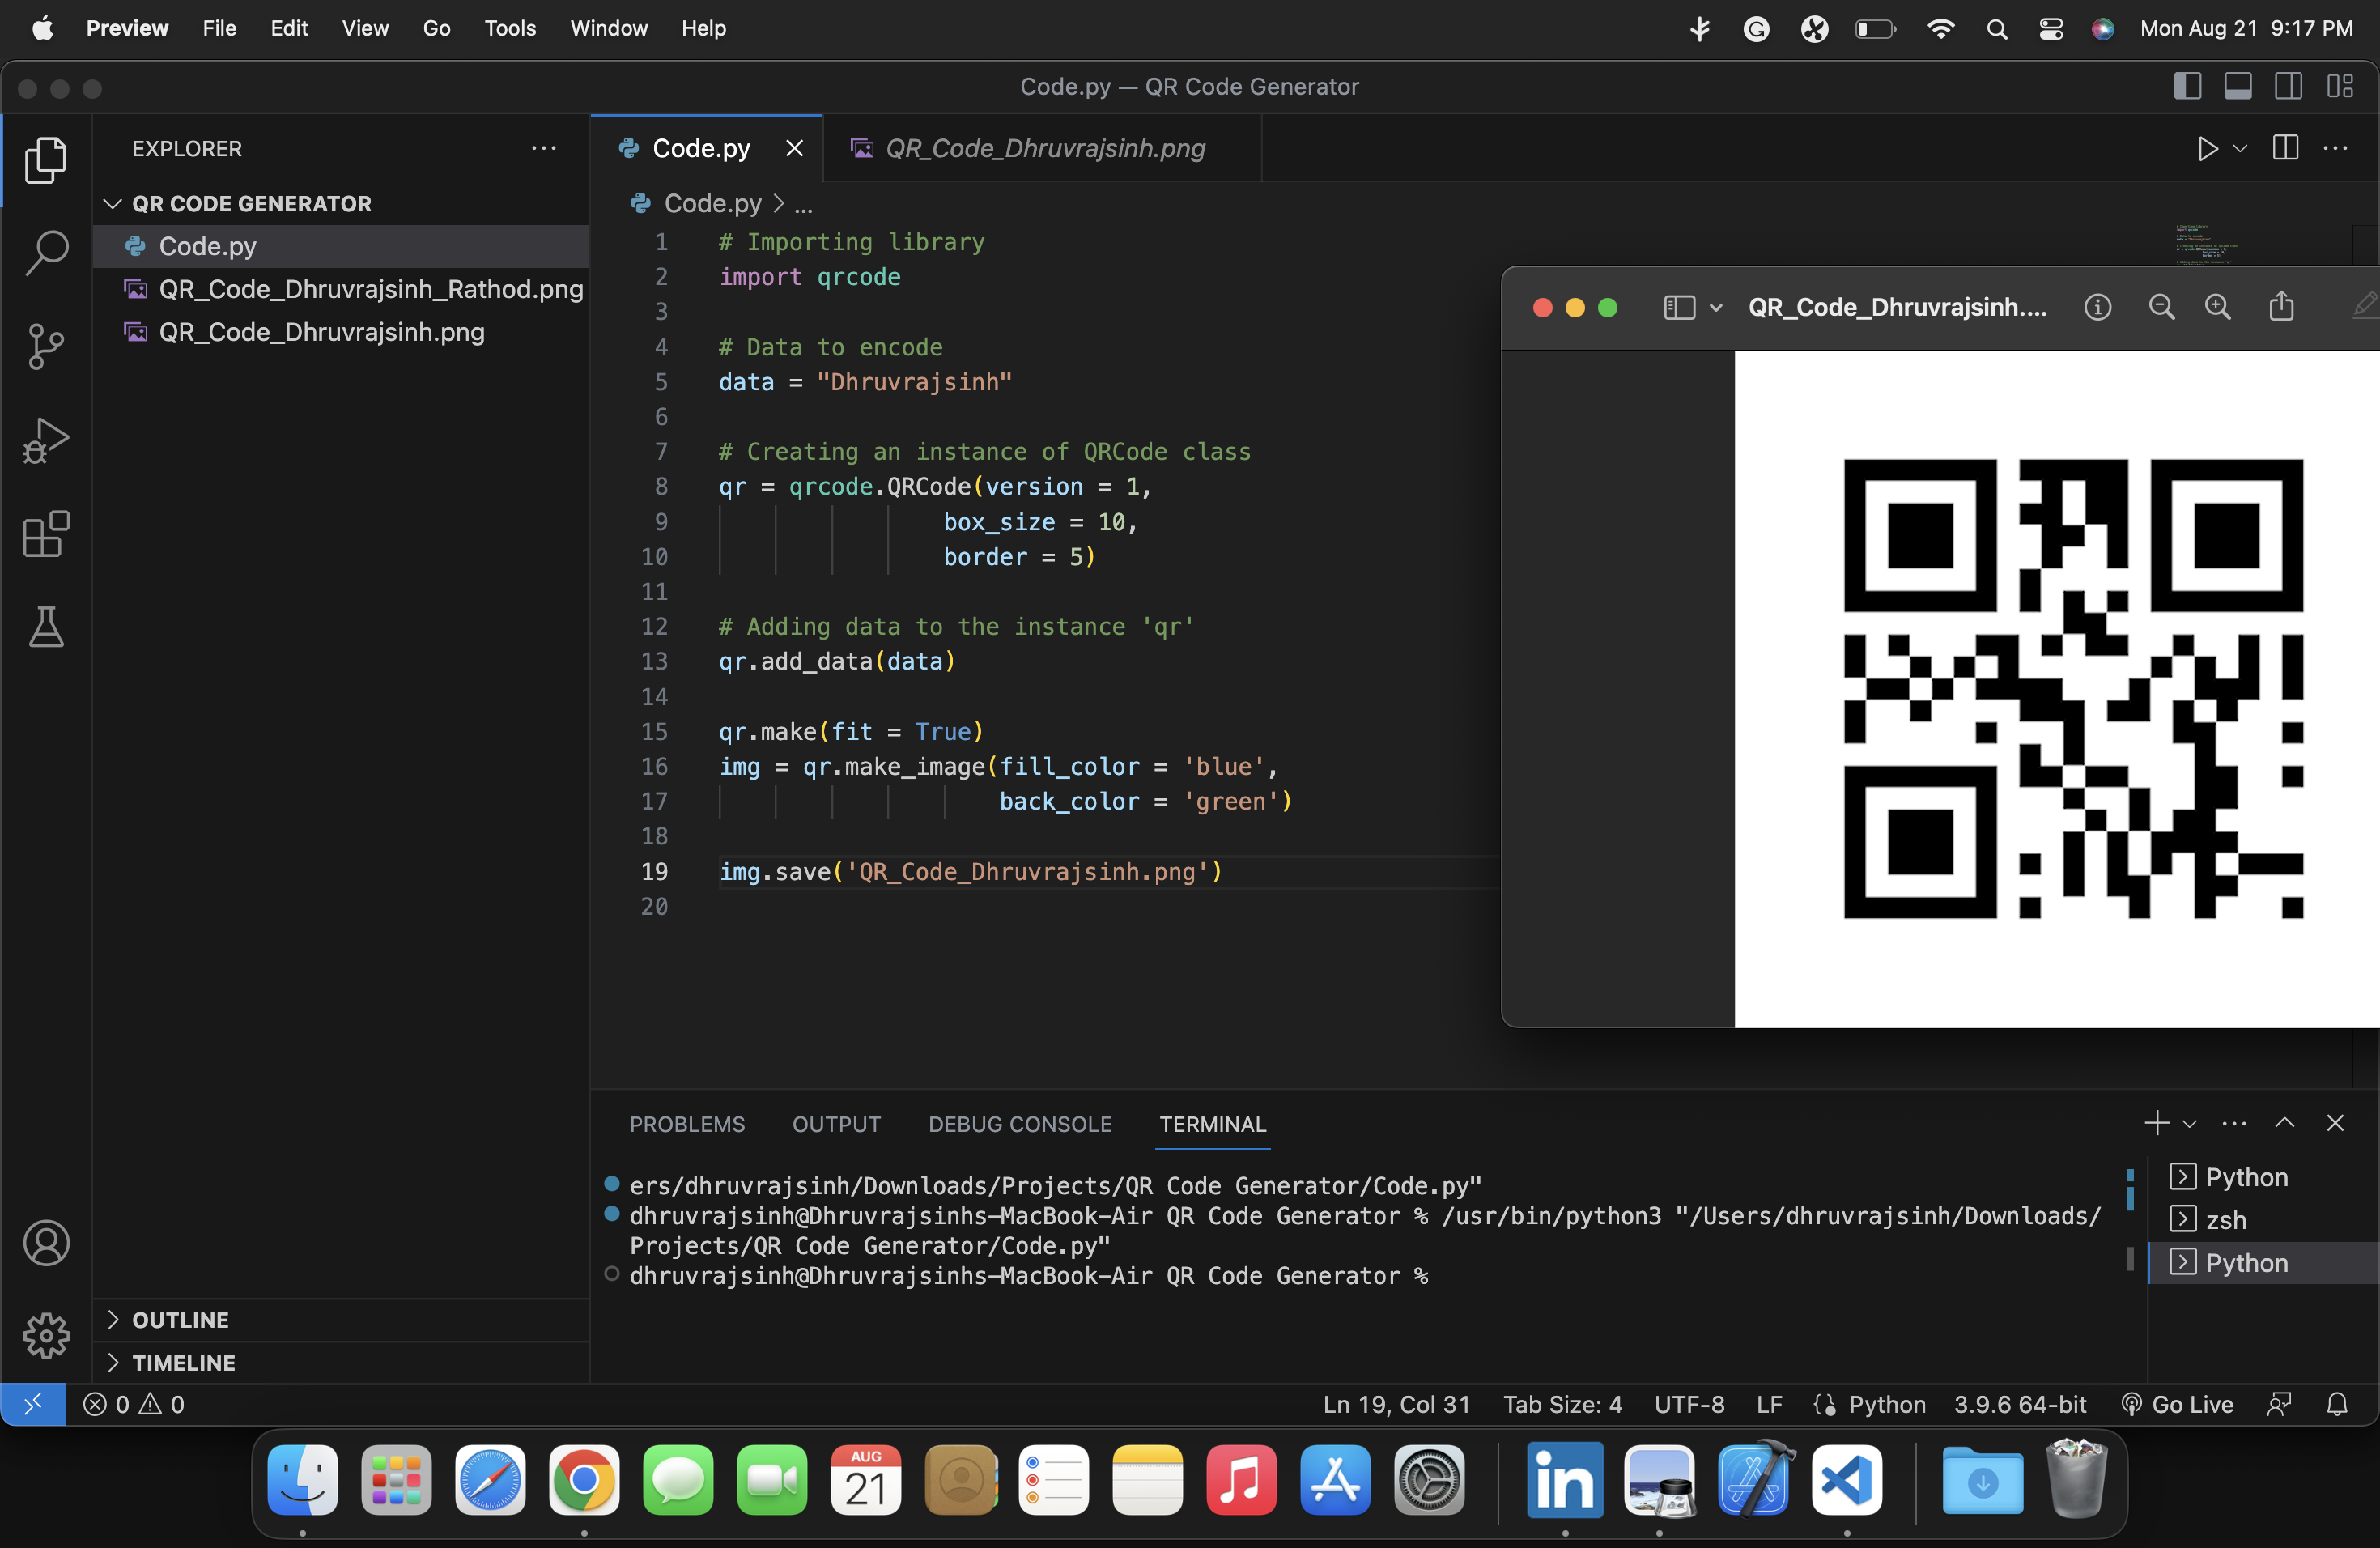 Preview File Edit View Go Tools Window Help Mon Aug 21 9:17 PM
Code.py — QR Code Generator
EXPLORER
QR CODE GENERATOR
Code.py
QR_Code_Dhruvrajsinh_Rathod.png
QR_Code_Dhruvrajsinh.png
OUTLINE
TIMELINE
Code.py QR_Code_Dhruvrajsinh.png
Code.py > ...
1 # Importing library
2 import qrcode
3
4 # Data to encode
5 data = "Dhruvrajsinh"
6
7 # Creating an instance of QRCode class
8 qr = qrcode.QRCode(version = 1,
9 box_size = 10,
10 border = 5)
11
12 # Adding data to the instance 'qr'
13 qr.add_data(data)
14
15 qr.make(fit = True)
16 img = qr.make_image(fill_color = 'blue',
17 back_color = 'green')
18
19 img.save('QR_Code_Dhruvrajsinh.png')
20
QR_Code_Dhruvrajsinh....
PROBLEMS OUTPUT DEBUG CONSOLE TERMINAL
ers/dhruvrajsinh/Downloads/Projects/QR Code Generator/Code.py"
dhruvrajsinh@Dhruvrajsinhs-MacBook-Air QR Code Generator % /usr/bin/python3 "/Users/dhruvrajsinh/Downloads/
Projects/QR Code Generator/Code.py"
dhruvrajsinh@Dhruvrajsinhs-MacBook-Air QR Code Generator %
Python
zsh
Python
0 0 Ln 19, Col 31 Tab Size: 4 UTF-8 LF Python 3.9.6 64-bit Go Live
AUG
21
in